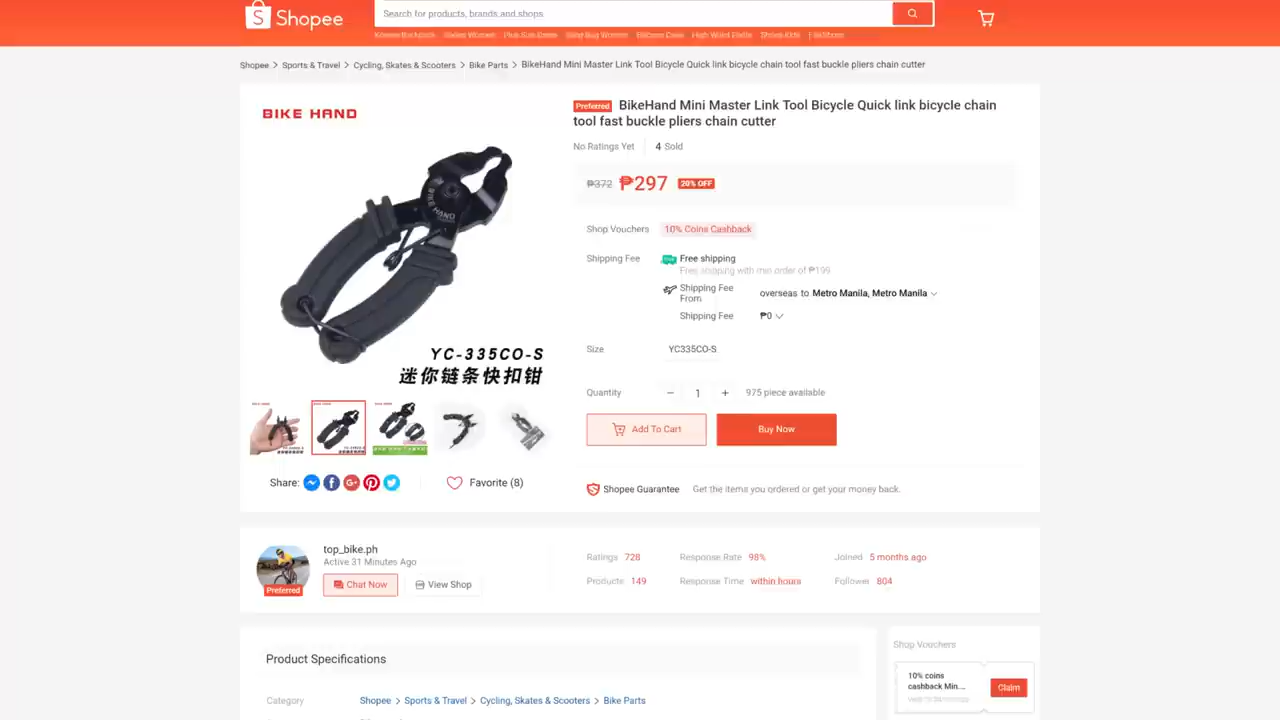 Shopee
Search for products, brands and shops
Shopee > Sports & Travel > Cycling, Skates & Scooters > Bike Parts > BikeHand Mini Master Link Tool Bicycle Quick link bicycle chain tool fast buckle pliers chain cutter
BIKE HAND
Preferred BikeHand Mini Master Link Tool Bicycle Quick link bicycle chain
tool fast buckle pliers chain cutter
No Ratings Yet 4 Sold
₱372 ₱297 20% OFF
Shop Vouchers 10% Coins Cashback
Shipping Fee Free shipping
Free shipping with min order of ₱199
Shipping Fee
From overseas to Metro Manila, Metro Manila
Shipping Fee ₱0
BIKE HAND
YC-335CO-S
迷你链条快扣钳
Size YC335CO-S
Quantity − 1 + 975 piece available
Add To Cart Buy Now
Share: Favorite (8)
Shopee Guarantee Get the items you ordered or get your money back.
top_bike.ph
Active 31 Minutes Ago
Preferred
Chat Now View Shop
Ratings 728 Response Rate 98% Joined 5 months ago
Products 149 Response Time within hours Follower 804
Product Specifications
Category Shopee > Sports & Travel > Cycling, Skates & Scooters > Bike Parts
Shop Vouchers
10% coins
cashback Min....
Claim